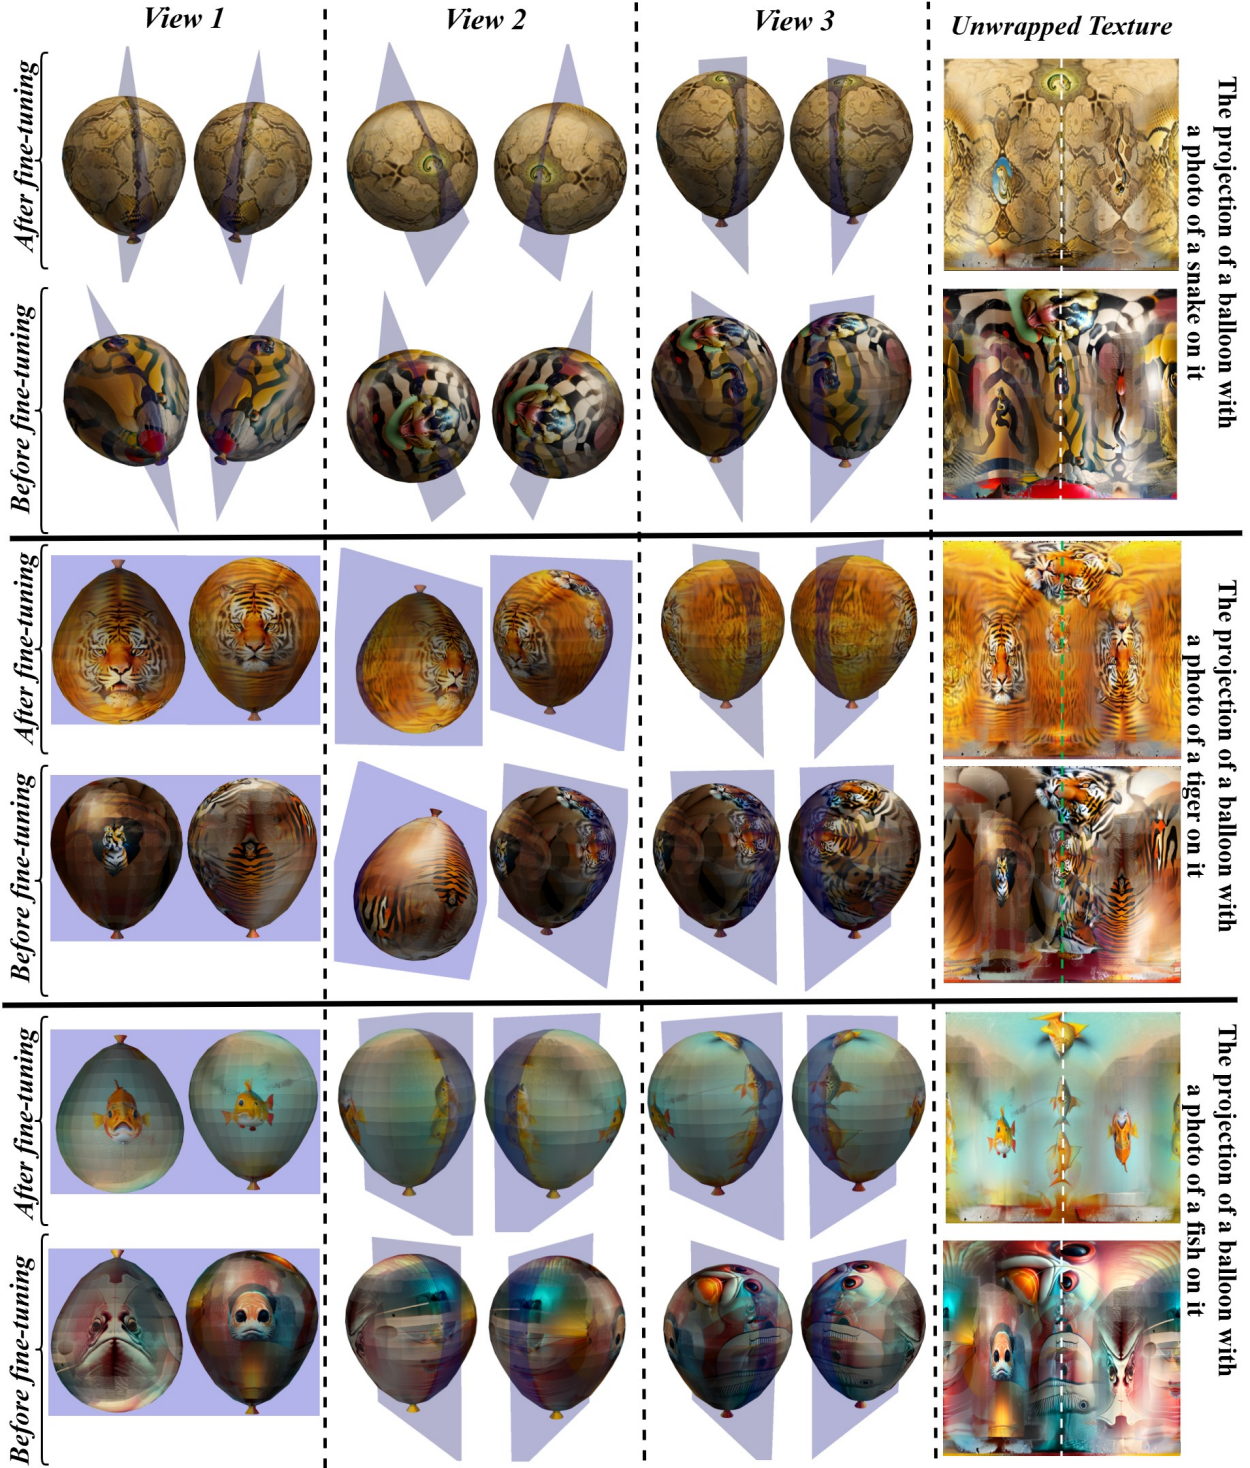 View 1
View 2
View 3
Unwrapped Texture
After fine-tuning
Before fine-tuning
The projection of a balloon with
a photo of a snake on it
After fine-tuning
Before fine-tuning
The projection of a balloon with
a photo of a tiger on it
After fine-tuning
Before fine-tuning
The projection of a balloon with
a photo of a fish on it